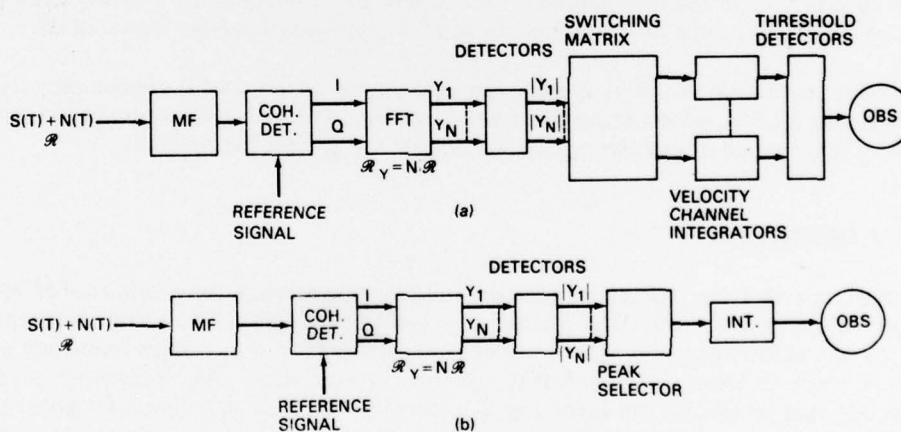 SWITCHING
MATRIX
THRESHOLD
DETECTORS
DETECTORS
S(T) + N(T)
ℛ
MF
COH.
DET.
I
Q
FFT
Y1
YN
|Y1|
|YN|
OBS
ℛY = N ℛ
REFERENCE
SIGNAL
(a)
VELOCITY
CHANNEL
INTEGRATORS
DETECTORS
S(T) + N(T)
ℛ
MF
COH.
DET.
I
Q
Y1
YN
|Y1|
|YN|
INT.
OBS
ℛY = N ℛ
PEAK
SELECTOR
REFERENCE
SIGNAL
(b)